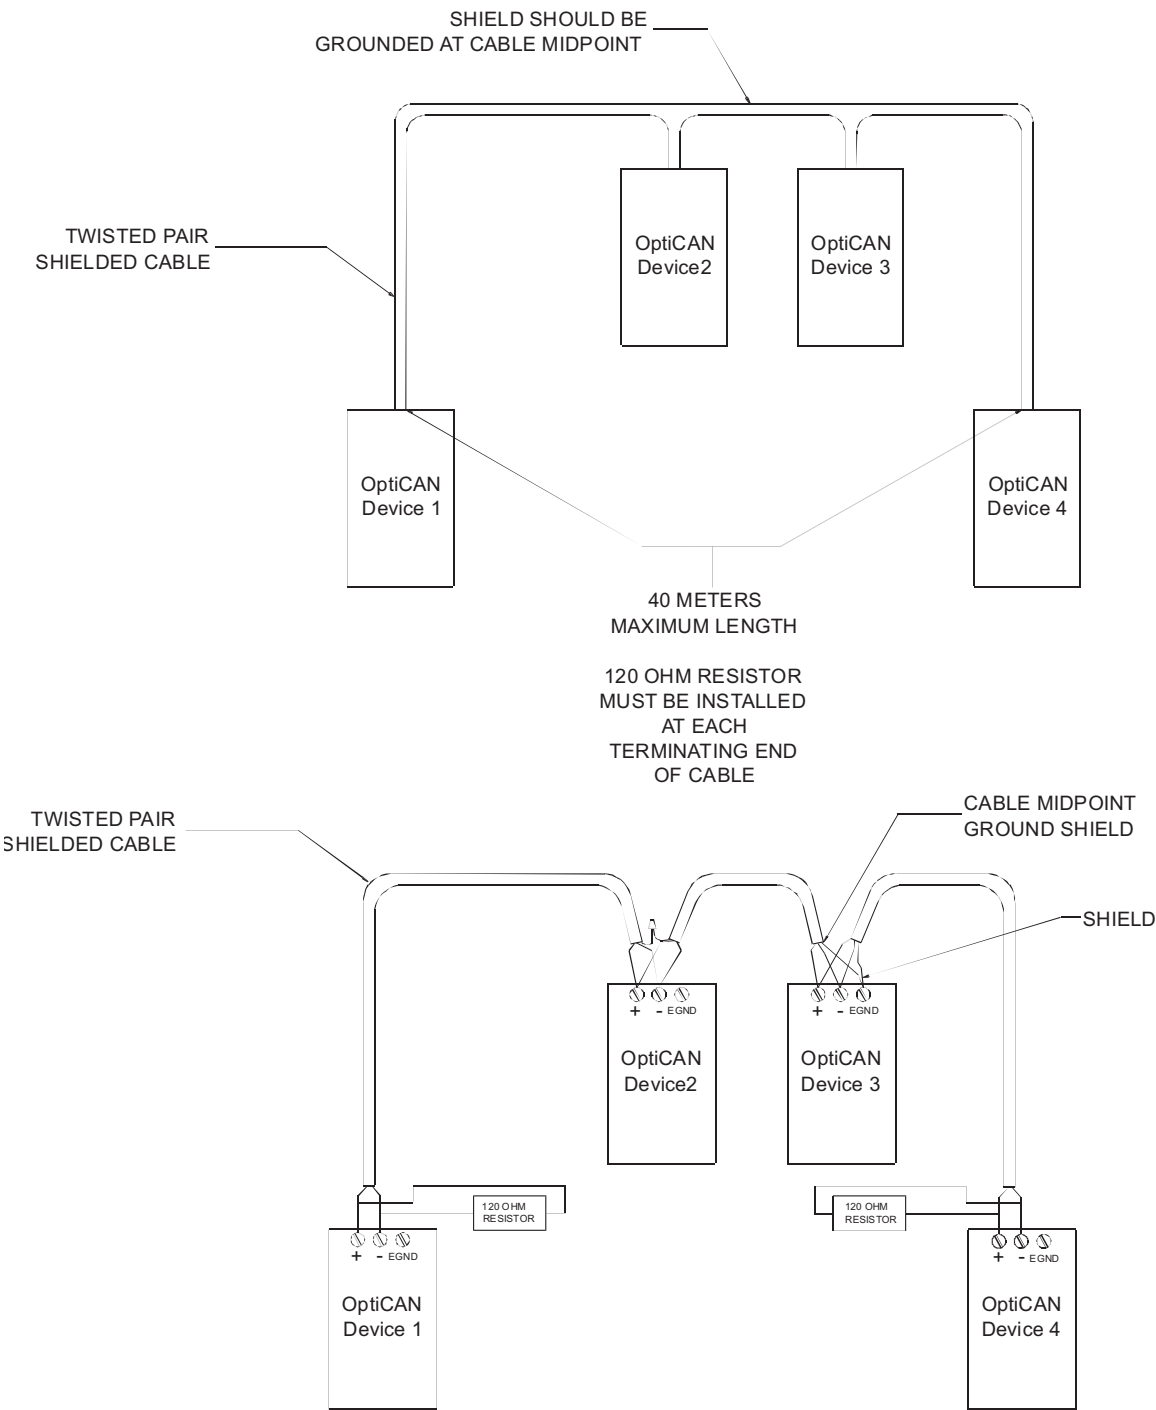 SHIELD SHOULD BE
GROUNDED AT CABLE MIDPOINT
TWISTED PAIR
SHIELDED CABLE
OptiCAN
Device2
OptiCAN
Device 3
OptiCAN
Device 1
OptiCAN
Device 4
40 METERS
MAXIMUM LENGTH
120 OHM RESISTOR
MUST BE INSTALLED
AT EACH
TERMINATING END
OF CABLE
TWISTED PAIR
SHIELDED CABLE
CABLE MIDPOINT
GROUND SHIELD
SHIELD
+ - EGND
OptiCAN
Device2
+ - EGND
OptiCAN
Device 3
120 OHM
RESISTOR
120 OHM
RESISTOR
+ - EGND
OptiCAN
Device 1
+ - EGND
OptiCAN
Device 4